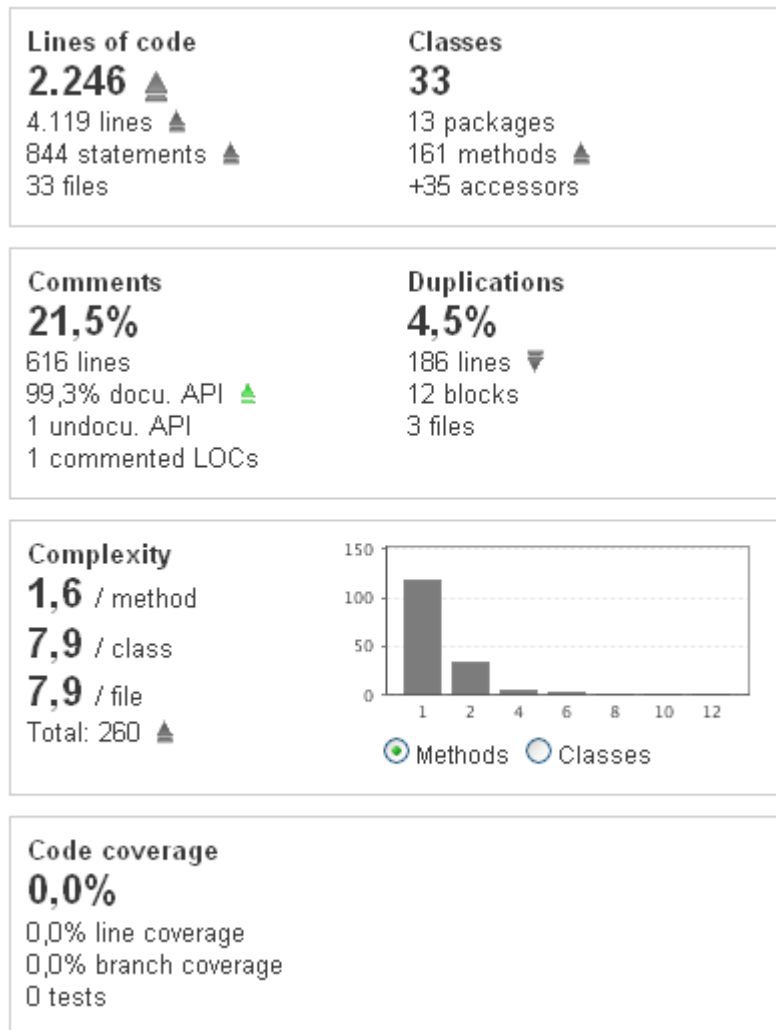 Lines of code
2.246
4.119 lines
844 statements
33 files
Classes
33
13 packages
161 methods
+35 accessors
Comments
21,5%
616 lines
99,3% docu. API
1 undocu. API
1 commented LOCs
Duplications
4,5%
186 lines
12 blocks
3 files
Complexity
1,6 / method
7,9 / class
7,9 / file
Total: 260
150
100
50
0
1 2 4 6 8 10 12
Methods Classes
Code coverage
0,0%
0,0% line coverage
0,0% branch coverage
0 tests